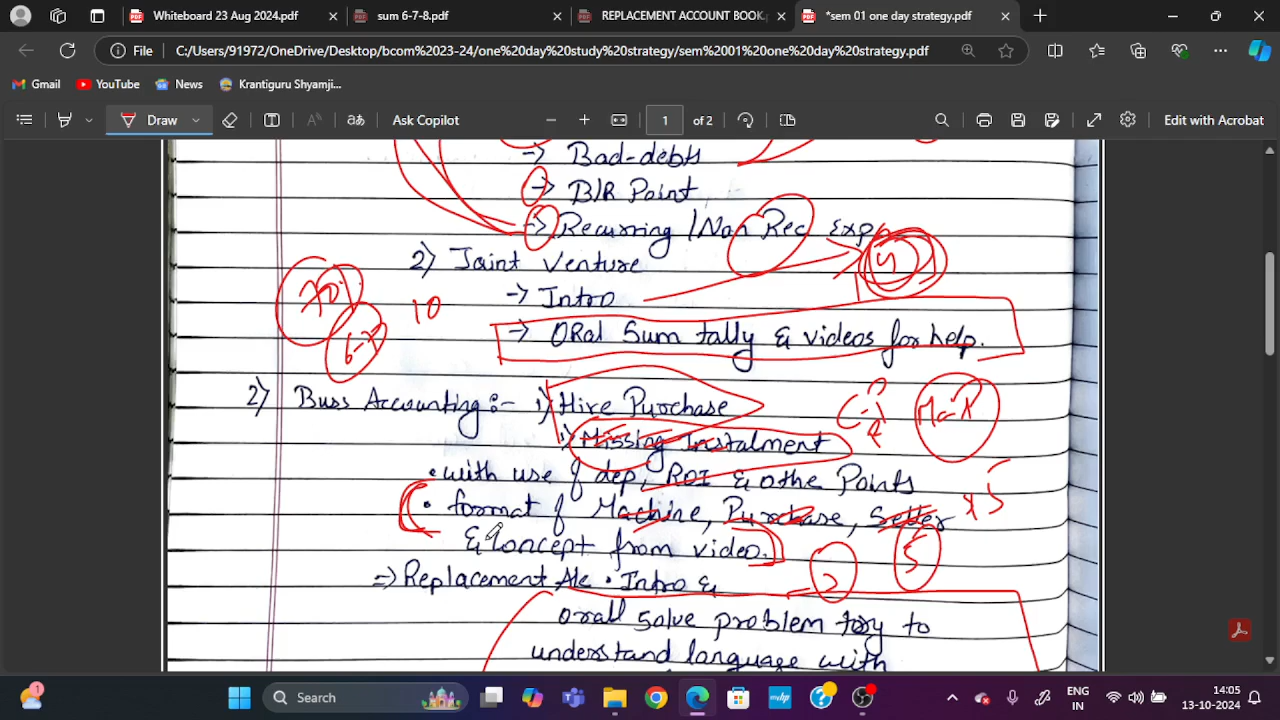 Whiteboard 23 Aug 2024.pdf
sum 6-7-8.pdf
REPLACEMENT ACCOUNT BOOK
*sem 01 one day strategy.pdf
File C:/Users/91972/OneDrive/Desktop/bcom%2023-24/one%20day%20study%20strategy/sem%2001%20one%20day%20strategy.pdf
Gmail YouTube News Krantiguru Shyamji...
Draw Ask Copilot 1 of 2 Edit with Acrobat
→ Bad-debts
→ B/R Point
→ Recurring /Non Rec Exp
2) Joint Venture
→ Intro
10
→ ORal Sum tally & videos for help.
2) Buss Accounting :- i) Hire Purchase
i) Missing Instalment
• with use of dep, ROI & othe Points
• format of Machine, Purchase, Seller
& Concept from video.
5
⇒ Replacement A/c • Intro &
2
orall solve problem tory to
understand language with
1
Search
ENG
IN
14:05
13-10-2024